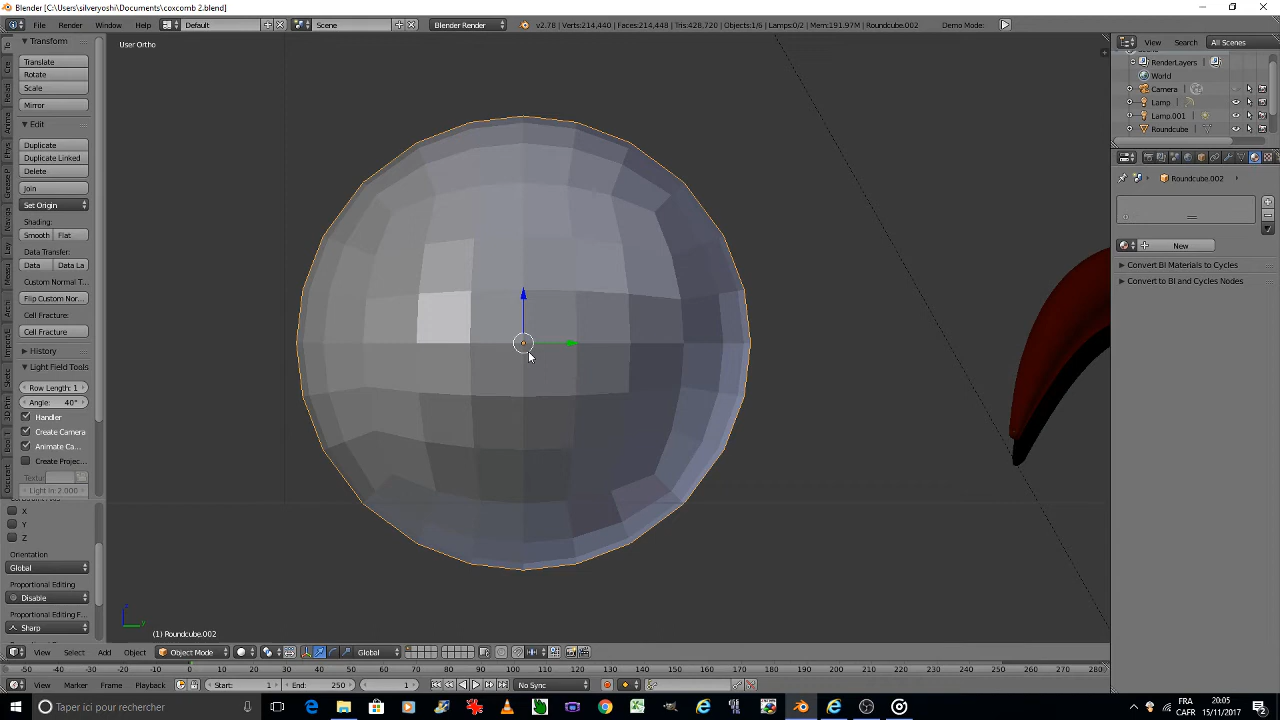 Blender [C:\Users\silveryoshi\Documents\coxcomb 2.blend]
File Render Window Help Default Scene Blender Render v2.78 | Verts:214,440 | Faces:214,448 | Tris:428,720 | Objects:1/6 | Lamps:0/2 | Mem:191.97M | Roundcube.002 Demo Mode:
User Ortho
Transform
Translate
Rotate
Scale
Mirror
Edit
Duplicate
Duplicate Linked
Delete
Join
Set Origin
Shading:
Smooth Flat
Data Transfer:
Data Data La
Custom Normal T
Flip Custom Nor...
Cell Fracture:
Cell Fracture
History
Light Field Tools
Row Length: 1
Angle: 40°
Handler
Create Camera
Animate Ca...
Create Projec...
Textur
Light In: 2.000
X
Y
Z
Orientation
Global
Proportional Editing
Disable
Proportional Editing F...
Sharp
(1) Roundcube.002
View Search All Scenes
RenderLayers
World
Camera
Lamp
Lamp.001
Roundcube
Roundcube.002
New
Convert BI Materials to Cycles
Convert to BI and Cycles Nodes
View Select Add Object Object Mode Global
-50 -40 -30 -20 -10 0 10 20 30 40 50 60 70 80 90 100 110 120 130 140 150 160 170 180 190 200 210 220 230 240 250 260 270 280
View Marker Frame Playback Start: 1 End: 250 1 No Sync
Taper ici pour rechercher
FRA
CAFR
20:05
15/11/2017